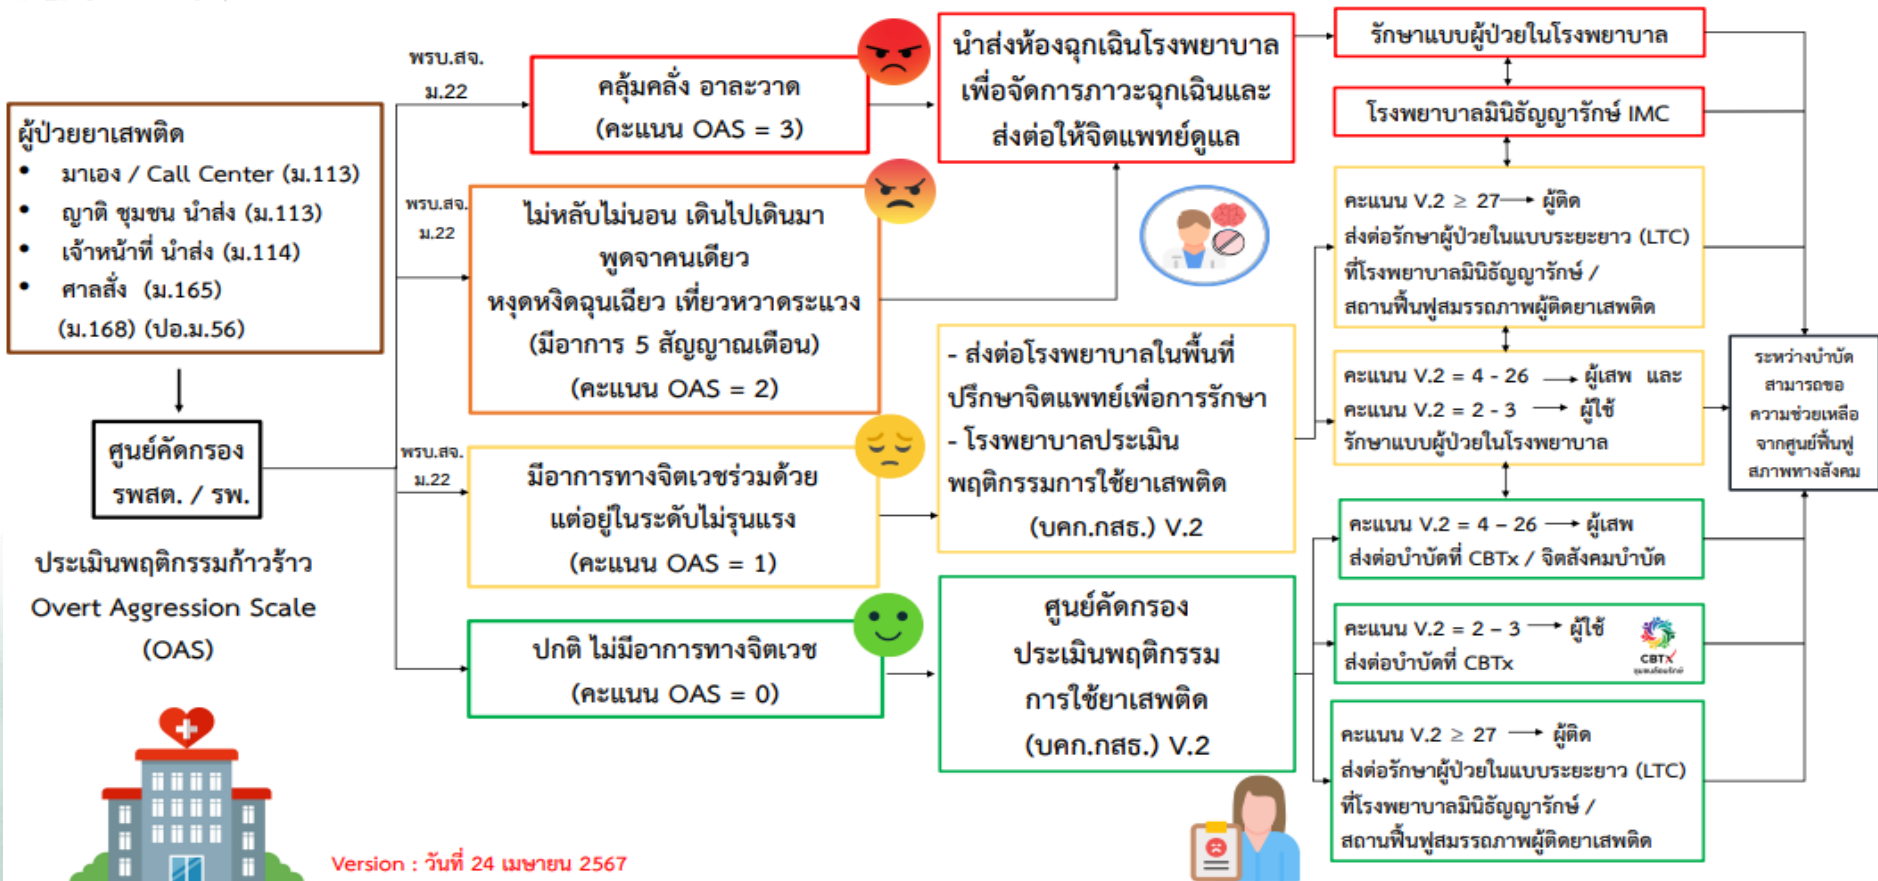 ผู้ป่วยยาเสพติด
• มาเอง / Call Center (ม.113)
• ญาติ ชุมชน นำส่ง (ม.113)
• เจ้าหน้าที่ นำส่ง (ม.114)
• ศาลสั่ง (ม.165)
(ม.168) (ปอ.ม.56)
ศูนย์คัดกรอง
รพสต. / รพ.
ประเมินพฤติกรรมก้าวร้าว
Overt Aggression Scale
(OAS)
พรบ.สจ.
ม.22
คลุ้มคลั่ง อาละวาด
(คะแนน OAS = 3)
พรบ.สจ.
ม.22
ไม่หลับไม่นอน เดินไปเดินมา
พูดจาคนเดียว
หงุดหงิดฉุนเฉียว เที่ยวหวาดระแวง
(มีอาการ 5 สัญญาณเตือน)
(คะแนน OAS = 2)
พรบ.สจ.
ม.22
มีอาการทางจิตเวชร่วมด้วย
แต่อยู่ในระดับไม่รุนแรง
(คะแนน OAS = 1)
ปกติ ไม่มีอาการทางจิตเวช
(คะแนน OAS = 0)
นำส่งห้องฉุกเฉินโรงพยาบาล
เพื่อจัดการภาวะฉุกเฉินและ
ส่งต่อให้จิตแพทย์ดูแล
- ส่งต่อโรงพยาบาลในพื้นที่
ปรึกษาจิตแพทย์เพื่อการรักษา
- โรงพยาบาลประเมิน
พฤติกรรมการใช้ยาเสพติด
(บคก.กสธ.) V.2
ศูนย์คัดกรอง
ประเมินพฤติกรรม
การใช้ยาเสพติด
(บคก.กสธ.) V.2
รักษาแบบผู้ป่วยในโรงพยาบาล
โรงพยาบาลมินิธัญญารักษ์ IMC
คะแนน V.2 ≥ 27 → ผู้ติด
ส่งต่อรักษาผู้ป่วยในแบบระยะยาว (LTC)
ที่โรงพยาบาลมินิธัญญารักษ์ /
สถานฟื้นฟูสมรรถภาพผู้ติดยาเสพติด
คะแนน V.2 = 4 - 26 → ผู้เสพ และ
คะแนน V.2 = 2 - 3 → ผู้ใช้
รักษาแบบผู้ป่วยในโรงพยาบาล
คะแนน V.2 = 4 – 26 → ผู้เสพ
ส่งต่อบำบัดที่ CBTx / จิตสังคมบำบัด
คะแนน V.2 = 2 – 3 → ผู้ใช้
ส่งต่อบำบัดที่ CBTx
CBTX
ชุมชนล้อมรักษ์
คะแนน V.2 ≥ 27 → ผู้ติด
ส่งต่อรักษาผู้ป่วยในแบบระยะยาว (LTC)
ที่โรงพยาบาลมินิธัญญารักษ์ /
สถานฟื้นฟูสมรรถภาพผู้ติดยาเสพติด
ระหว่างบำบัด
สามารถขอ
ความช่วยเหลือ
จากศูนย์ฟื้นฟู
สภาพทางสังคม
Version : วันที่ 24 เมษายน 2567